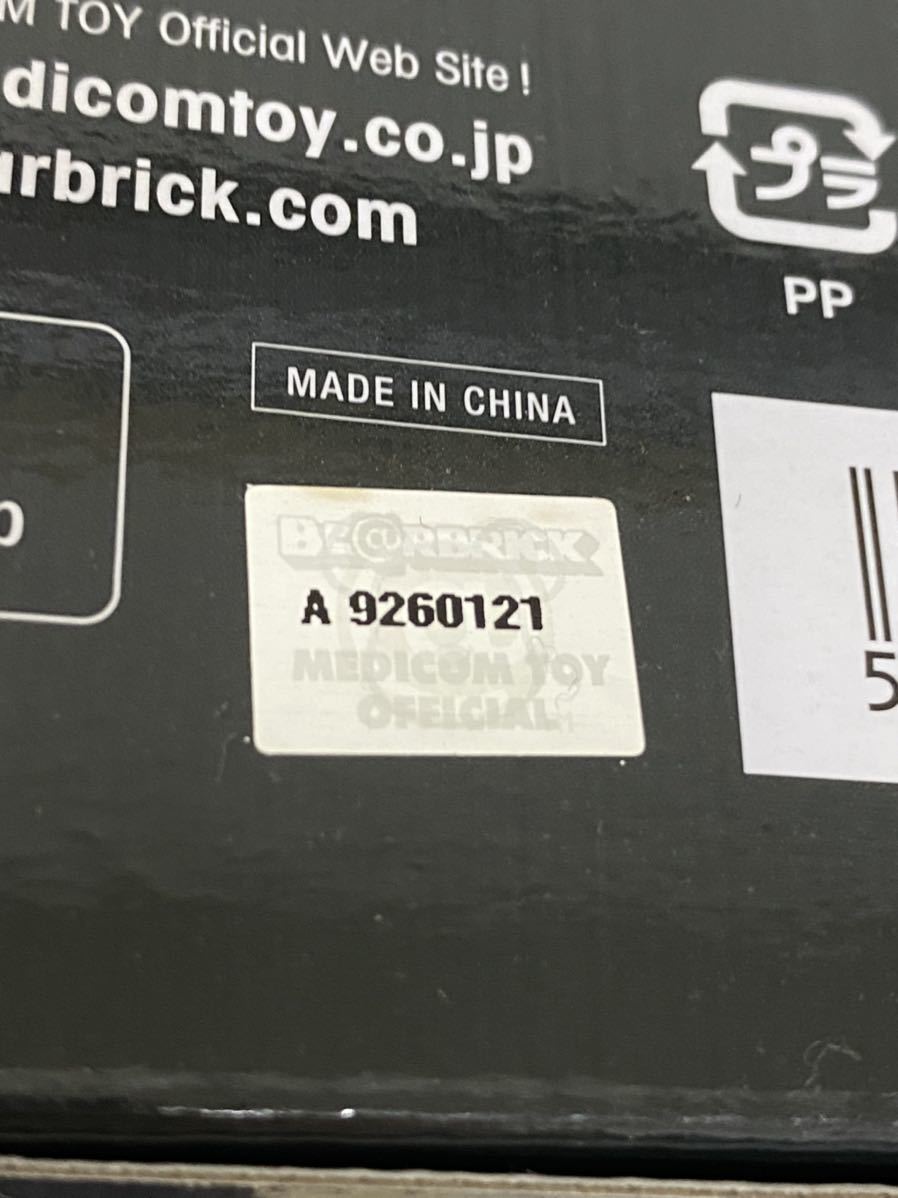 M TOY Official Web Site !
dicomtoy.co.jp
rbrick.com
プラ
PP
MADE IN CHINA
BE@RBRICK
A 9260121
MEDICOM TOY
OFFICIAL
5